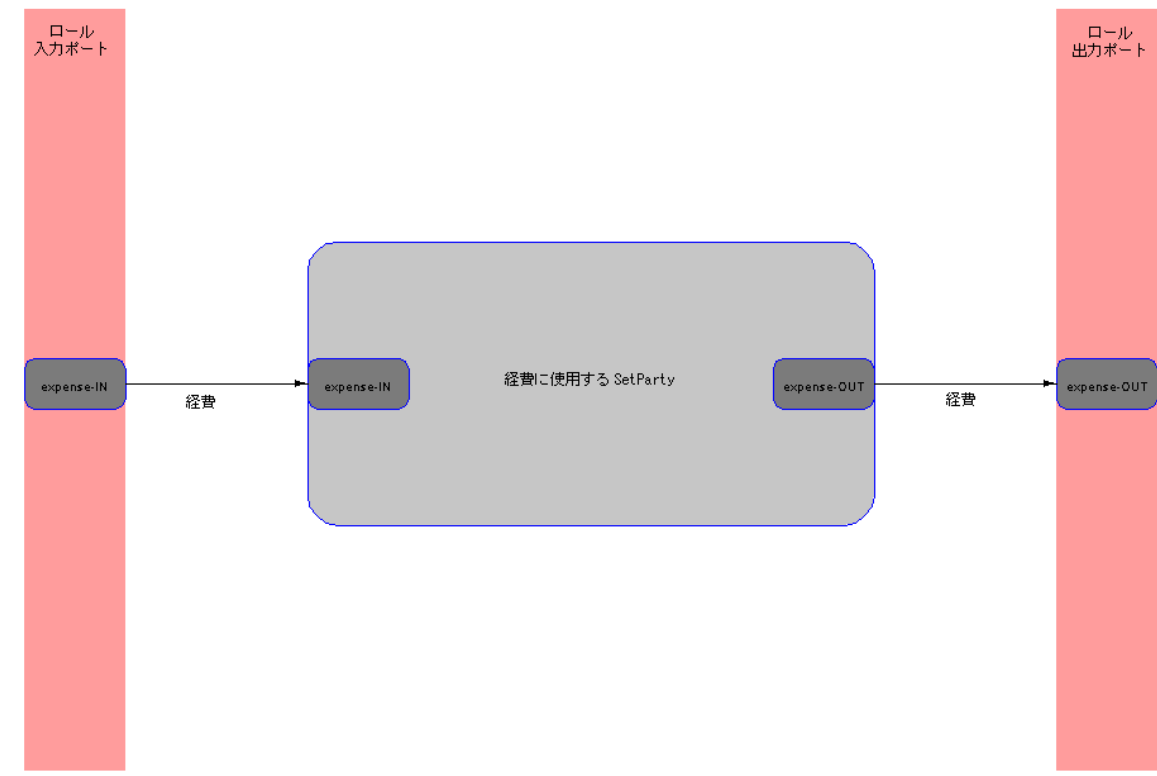 ロール
入力ポート
ロール
出力ポート
expense-IN
経費
expense-IN
経費に使用する SetParty
expense-OUT
経費
expense-OUT